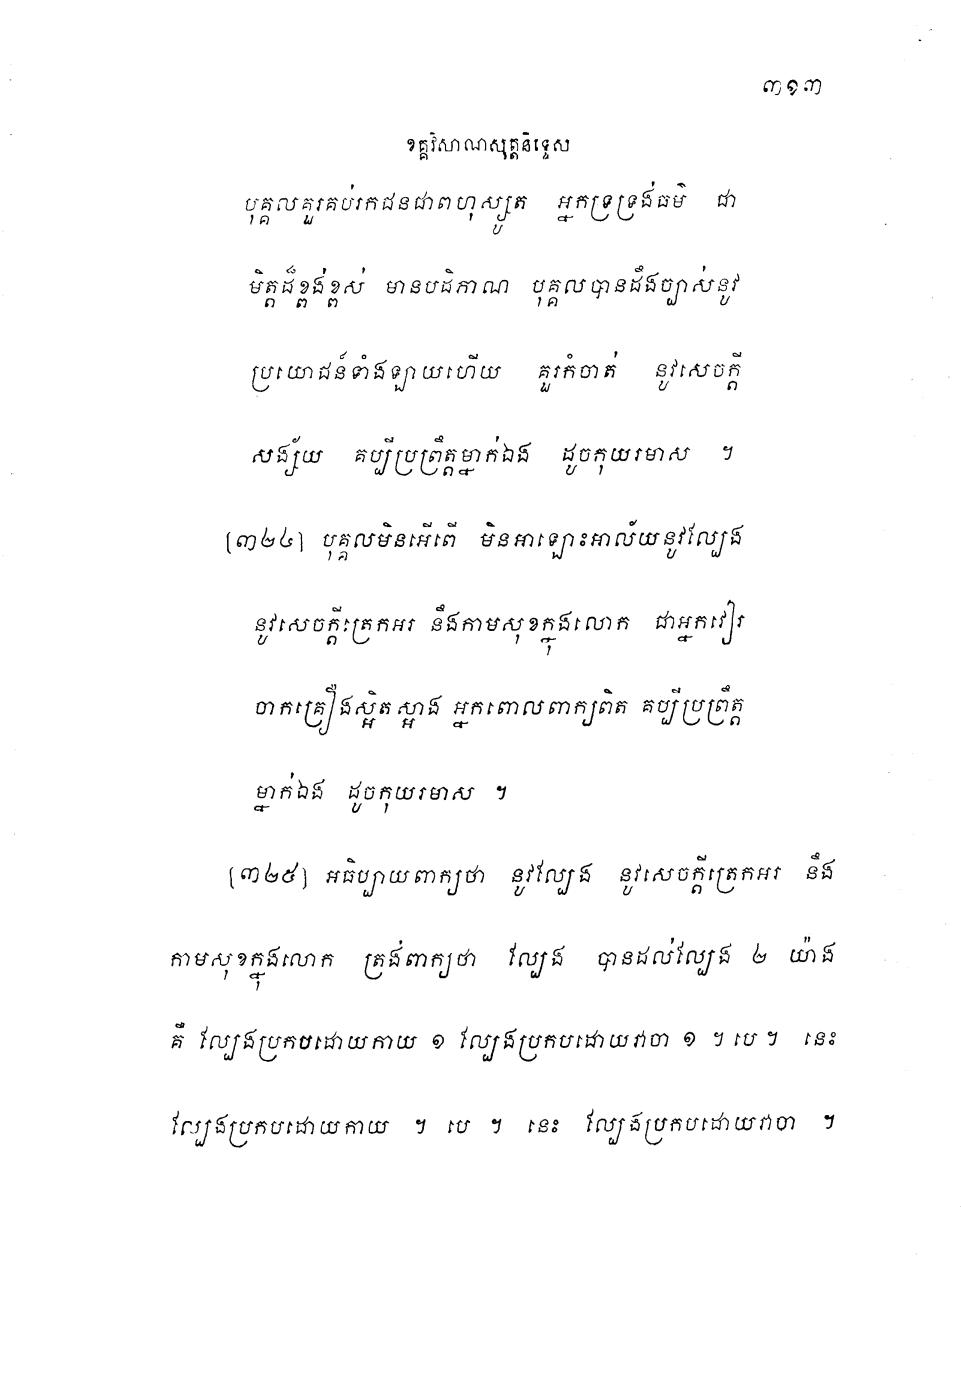 ៣១៣
ខគ្គវិសាណសុត្តនិទ្ទេស
បុគ្គលគួរគប់រកជនជាពហុស្សូត អ្នកទ្រទ្រង់ធម៌ ជា
មិត្តដ៏ខ្ពង់ខ្ពស់ មានបដិភាណ បុគ្គលបានដឹងច្បាស់នូវ
ប្រយោជន៍ទាំងឡាយហើយ គួរកំចាត់ នូវសេចក្តី
សង្ស័យ គប្បីប្រព្រឹត្តម្នាក់ឯង ដូចកុយរមាស ។
[៣២៤] បុគ្គលមិនអើពើ មិនអាឡោះអាល័យនូវល្បែង
នូវសេចក្តីត្រេកអរ នឹងកាមសុខក្នុងលោក ជាអ្នកវៀរ
ចាកគ្រឿងស្អិតស្អាង អ្នកពោលពាក្យពិត គប្បីប្រព្រឹត្ត
ម្នាក់ឯង ដូចកុយរមាស ។
[៣២៥] អធិប្បាយពាក្យថា នូវល្បែង នូវសេចក្តីត្រេកអរ នឹង
កាមសុខក្នុងលោក ត្រង់ពាក្យថា ល្បែង បានដល់ល្បែង ២ យ៉ាង
គឺ ល្បែងប្រកបដោយកាយ ១ ល្បែងប្រកបដោយវាចា ១ ។ បេ ។ នេះ
ល្បែងប្រកបដោយកាយ ។ បេ ។ នេះ ល្បែងប្រកបដោយវាចា ។